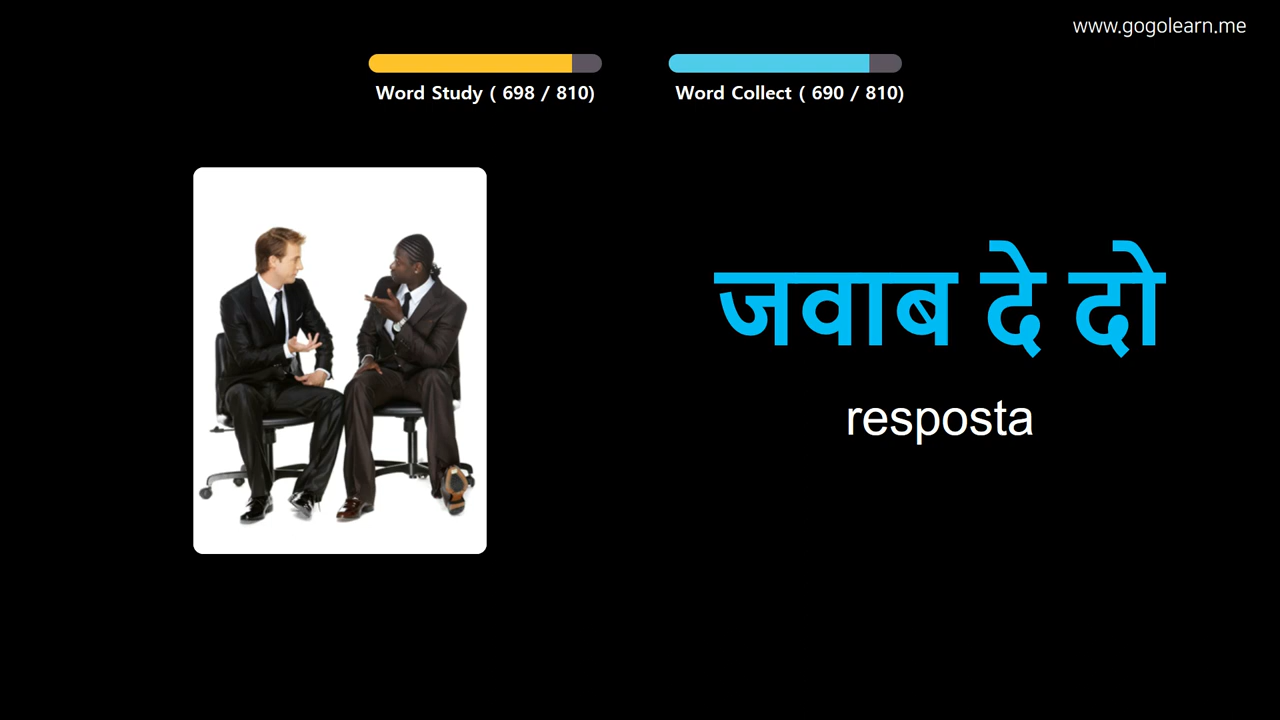 www.gogolearn.me
Word Study ( 698 / 810)
Word Collect ( 690 / 810)
जवाब दे दो
resposta